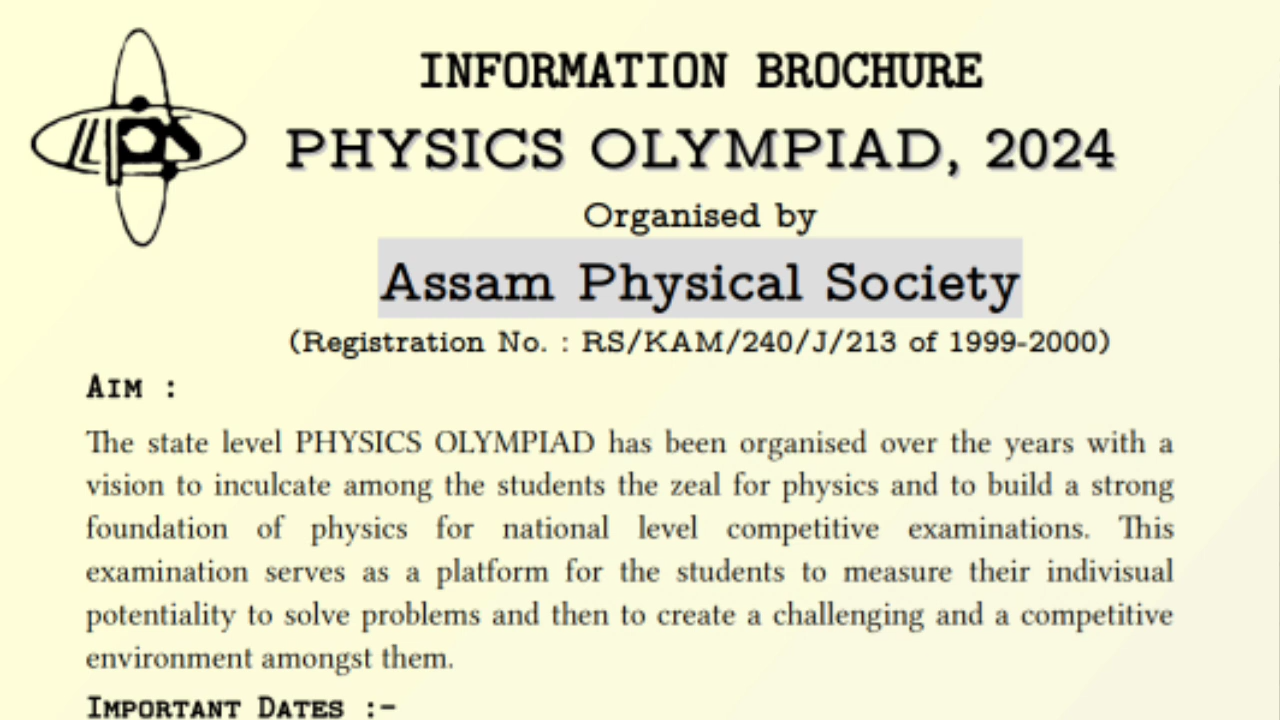 INFORMATION BROCHURE
PHYSICS OLYMPIAD, 2024
Organised by
Assam Physical Society
(Registration No. : RS/KAM/240/J/213 of 1999-2000)
AIM :
The state level PHYSICS OLYMPIAD has been organised over the years with a
vision to inculcate among the students the zeal for physics and to build a strong
foundation of physics for national level competitive examinations. This
examination serves as a platform for the students to measure their indivisual
potentiality to solve problems and then to create a challenging and a competitive
environment amongst them.
IMPORTANT DATES :-